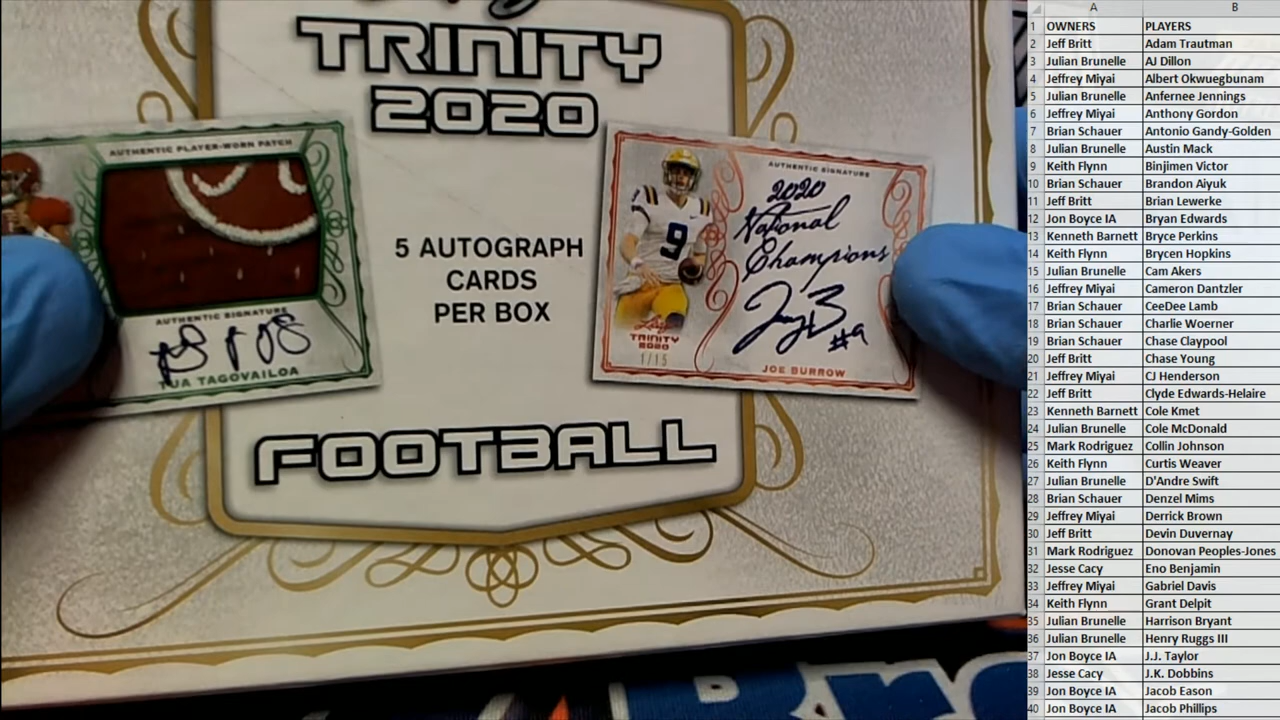 TRINITY
2020
AUTHENTIC PLAYER-WORN PATCH
AUTHENTIC SIGNATURE
TUA TAGOVAILOA
5 AUTOGRAPH
CARDS
PER BOX
AUTHENTIC SIGNATURE
2020
National
Champions
#9
9
Leaf
TRINITY
2020
1/15
JOE BURROW
FOOTBALL
A B
1 OWNERS PLAYERS
2 Jeff Britt Adam Trautman
3 Julian Brunelle AJ Dillon
4 Jeffrey Miyai Albert Okwuegbunam
5 Julian Brunelle Anfernee Jennings
6 Jeffrey Miyai Anthony Gordon
7 Brian Schauer Antonio Gandy-Golden
8 Julian Brunelle Austin Mack
9 Keith Flynn Binjimen Victor
10 Brian Schauer Brandon Aiyuk
11 Jeff Britt Brian Lewerke
12 Jon Boyce IA Bryan Edwards
13 Kenneth Barnett Bryce Perkins
14 Keith Flynn Brycen Hopkins
15 Julian Brunelle Cam Akers
16 Jeffrey Miyai Cameron Dantzler
17 Brian Schauer CeeDee Lamb
18 Brian Schauer Charlie Woerner
19 Brian Schauer Chase Claypool
20 Jeff Britt Chase Young
21 Jeffrey Miyai CJ Henderson
22 Jeff Britt Clyde Edwards-Helaire
23 Kenneth Barnett Cole Kmet
24 Julian Brunelle Cole McDonald
25 Mark Rodriguez Collin Johnson
26 Keith Flynn Curtis Weaver
27 Julian Brunelle D'Andre Swift
28 Brian Schauer Denzel Mims
29 Jeffrey Miyai Derrick Brown
30 Jeff Britt Devin Duvernay
31 Mark Rodriguez Donovan Peoples-Jones
32 Jesse Cacy Eno Benjamin
33 Jeffrey Miyai Gabriel Davis
34 Keith Flynn Grant Delpit
35 Julian Brunelle Harrison Bryant
36 Julian Brunelle Henry Ruggs III
37 Jon Boyce IA J.J. Taylor
38 Jesse Cacy J.K. Dobbins
39 Jon Boyce IA Jacob Eason
40 Jon Boyce IA Jacob Phillips